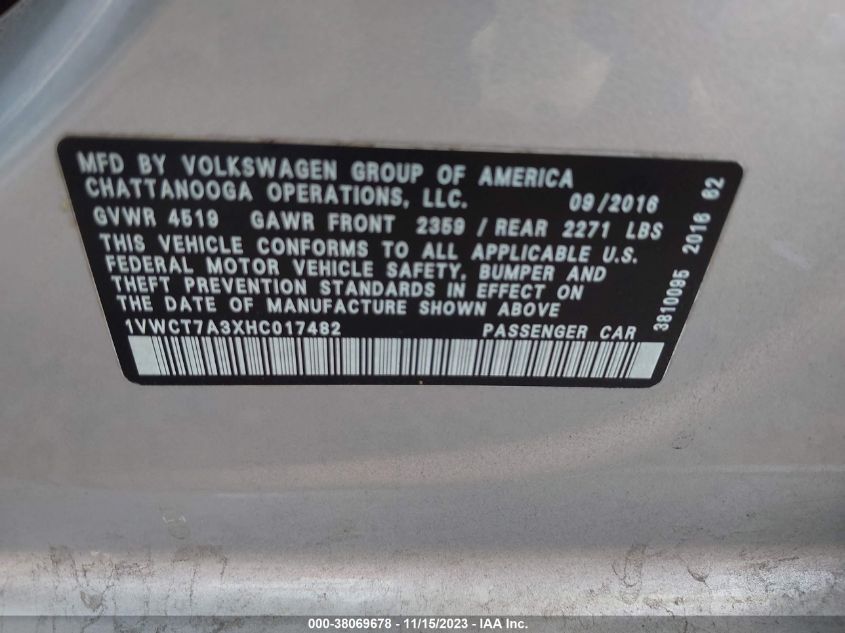 MFD BY VOLKSWAGEN GROUP OF AMERICA
CHATTANOOGA OPERATIONS, LLC. 09/2016
GVWR 4519 GAWR FRONT 2359 / REAR 2271 LBS
THIS VEHICLE CONFORMS TO ALL APPLICABLE U.S.
FEDERAL MOTOR VEHICLE SAFETY, BUMPER AND
THEFT PREVENTION STANDARDS IN EFFECT ON
THE DATE OF MANUFACTURE SHOWN ABOVE
1VWCT7A3XHC017482 PASSENGER CAR
3810095 2016 62
000-38069678 - 11/15/2023 - IAA Inc.